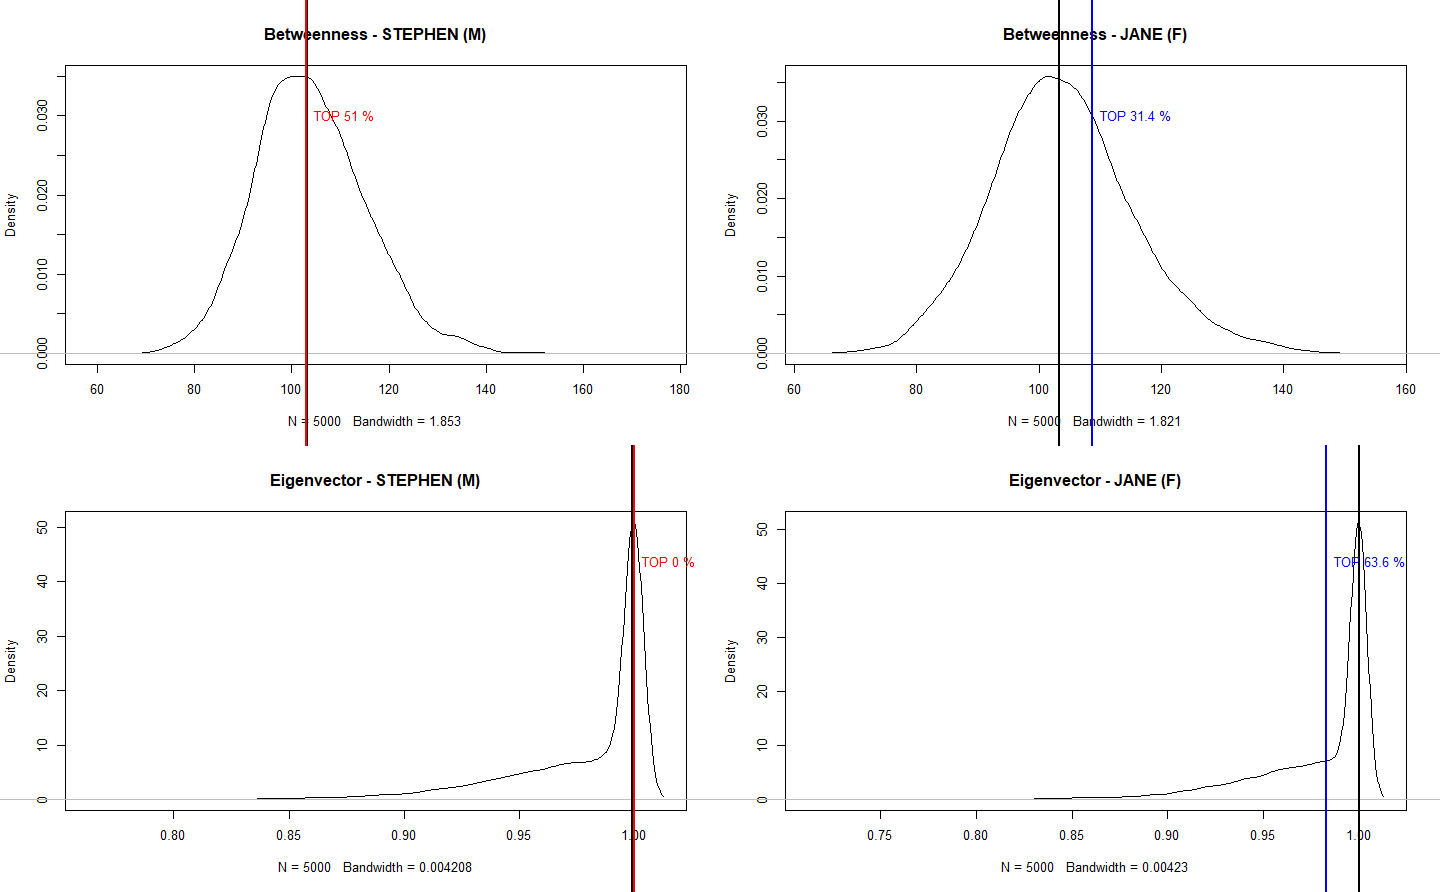 Betweenness - STEPHEN (M)
TOP 51 %
Density
0.000 0.010 0.020 0.030
60 80 100 120 140 160 180
N = 5000 Bandwidth = 1.853
Betweenness - JANE (F)
TOP 31.4 %
Density
0.000 0.010 0.020 0.030
60 80 100 120 140 160
N = 5000 Bandwidth = 1.821
Eigenvector - STEPHEN (M)
TOP 0 %
Density
0 10 20 30 40 50
0.80 0.85 0.90 0.95 1.00
N = 5000 Bandwidth = 0.004208
Eigenvector - JANE (F)
TOP 63.6 %
Density
0 10 20 30 40 50
0.75 0.80 0.85 0.90 0.95 1.00
N = 5000 Bandwidth = 0.00423